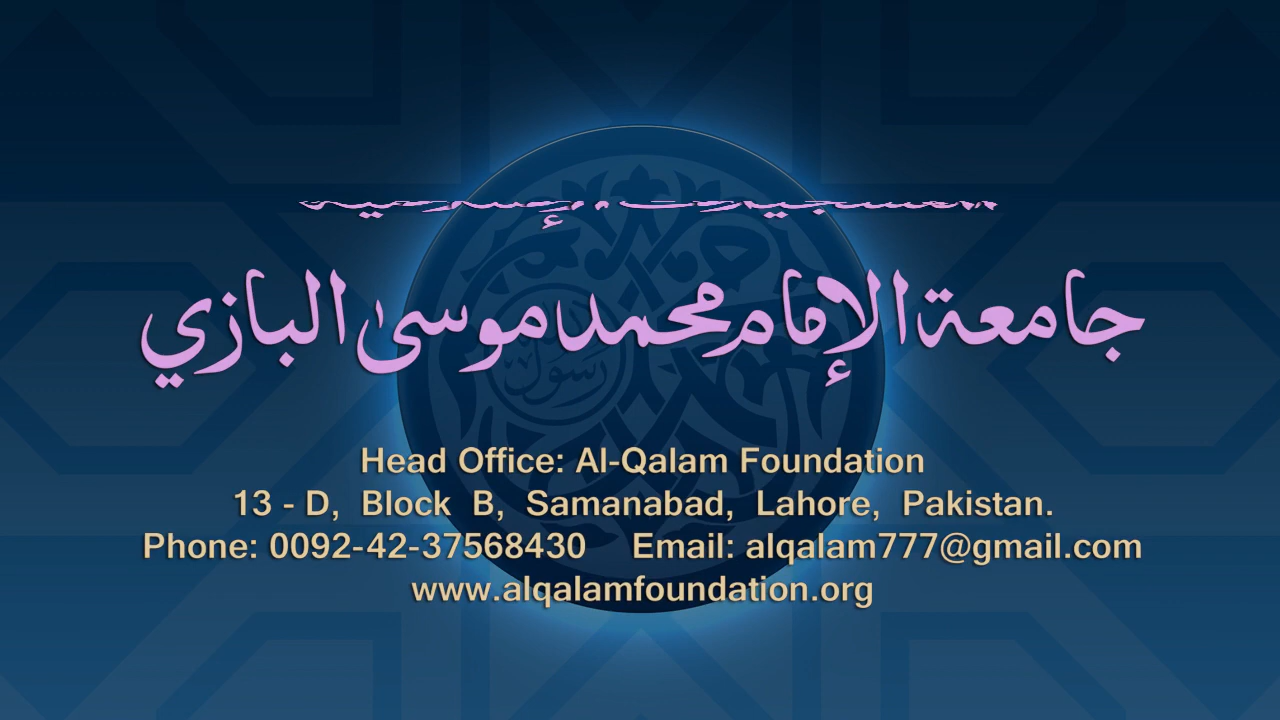 جامعة الإمام محمد موسىٰ البازي
Head Office: Al-Qalam Foundation
13 - D, Block B, Samanabad, Lahore, Pakistan.
Phone: 0092-42-37568430 Email: alqalam777@gmail.com
www.alqalamfoundation.org